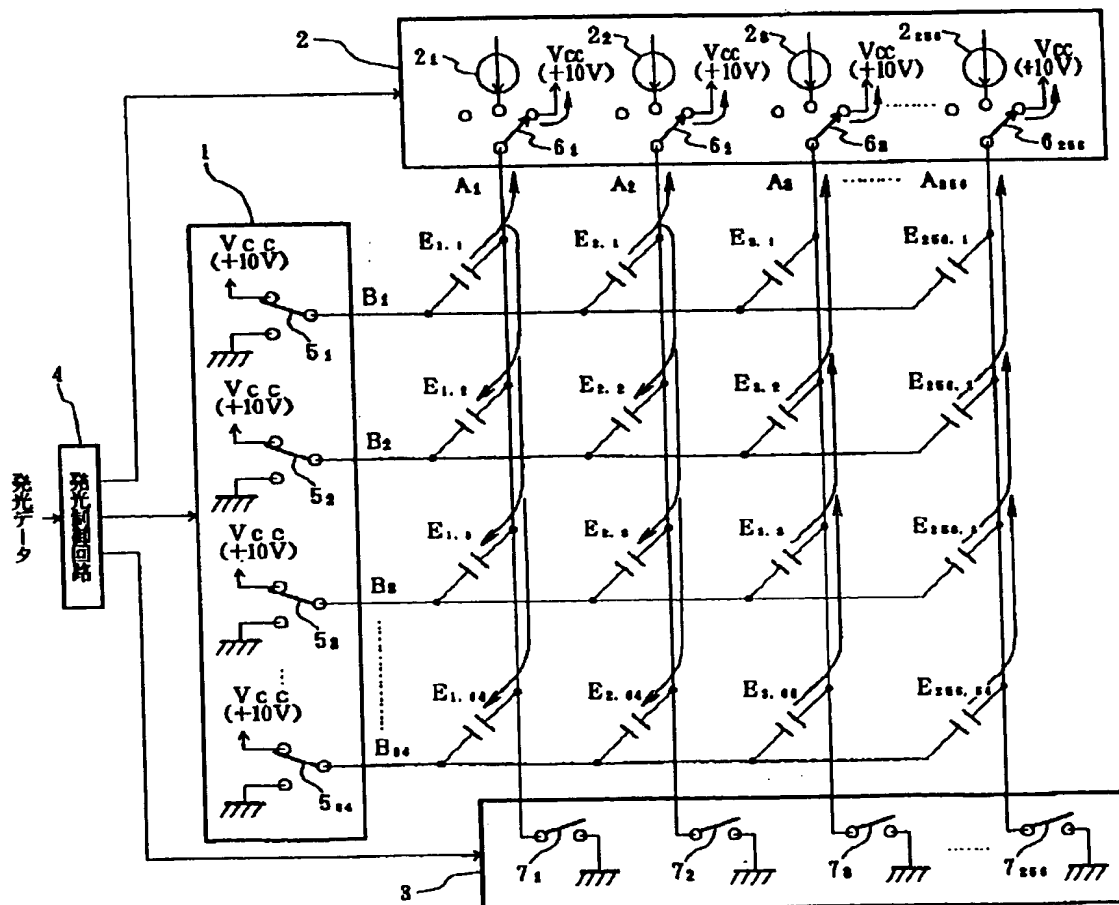 2
2₁
2₂
2₃
2₂₅₆
Vcc
(+10V)
Vcc
(+10V)
Vcc
(+10V)
Vcc
(+10V)
6₁
6₂
6₃
6₂₅₆
A₁
A₂
A₃
A₂₅₆
1
Vcc
(+10V)
5₁
B₁
E₁.₁
E₂.₁
E₃.₁
E₂₅₆.₁
4
発光データ
発光制御回路
Vcc
(+10V)
5₂
B₂
E₁.₂
E₂.₂
E₃.₂
E₂₅₆.₂
Vcc
(+10V)
5₃
B₃
E₁.₃
E₂.₃
E₃.₃
E₂₅₆.₃
Vcc
(+10V)
5₆₄
B₆₄
E₁.₆₄
E₂.₆₄
E₂₅₆.₆₄
3
7₁
7₂
7₃
7₂₅₆